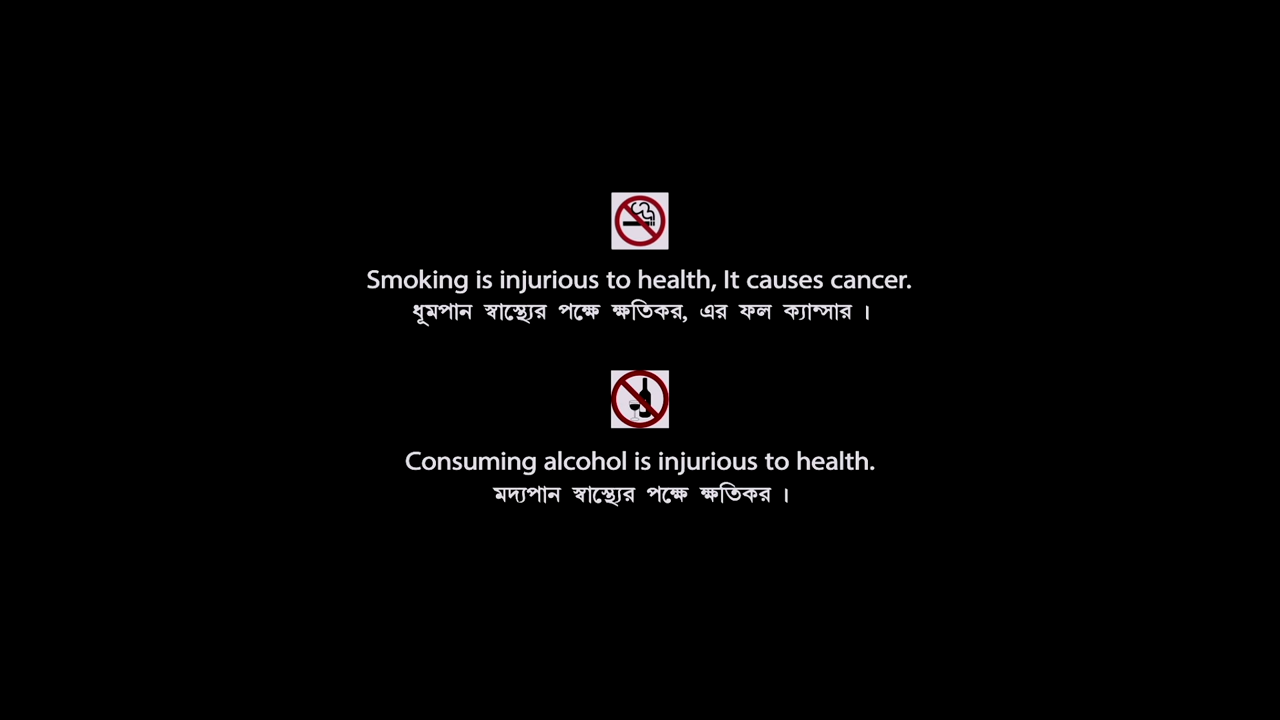 Smoking is injurious to health, It causes cancer.
ধূমপান স্বাস্থ্যের পক্ষে ক্ষতিকর, এর ফল ক্যান্সার ।
Consuming alcohol is injurious to health.
মদ্যপান স্বাস্থ্যের পক্ষে ক্ষতিকর ।